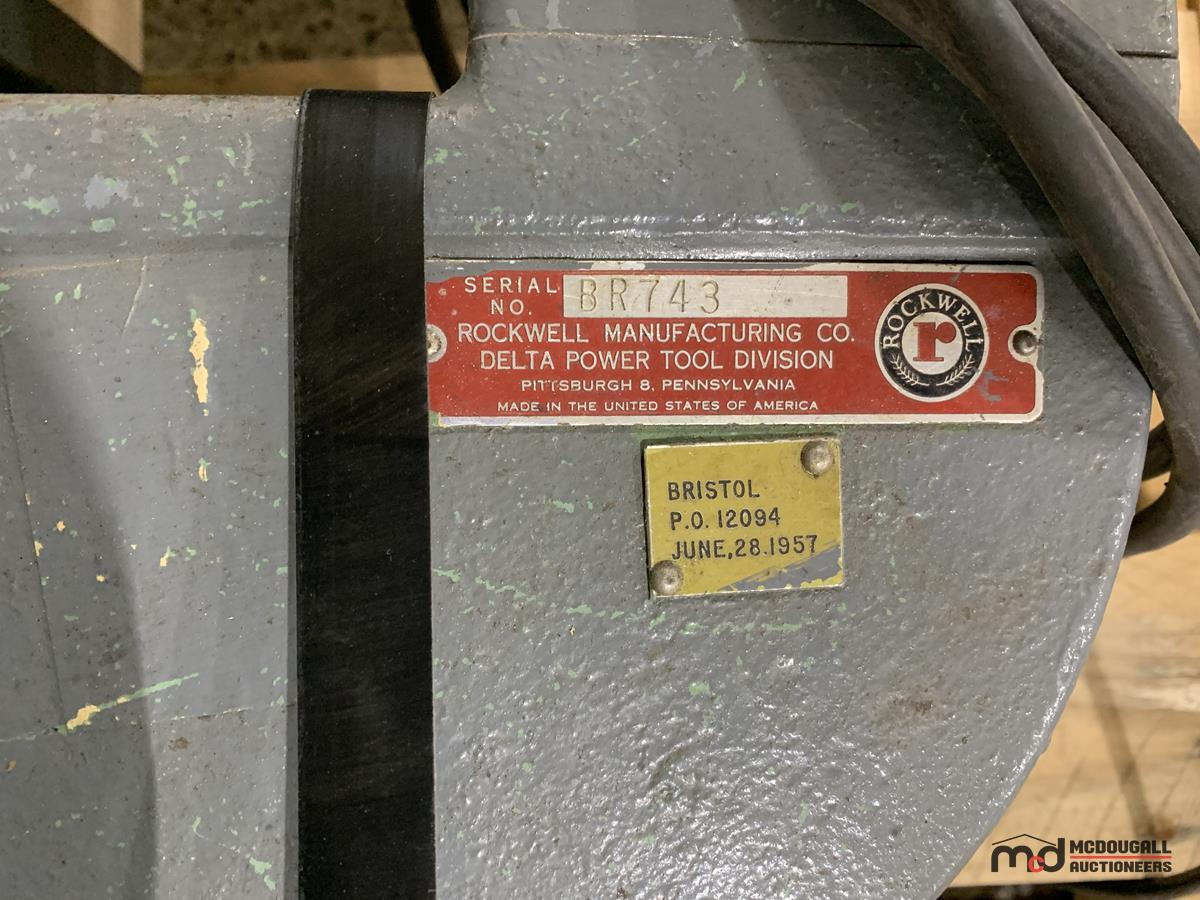 SERIAL
NO.
BR743
ROCKWELL MANUFACTURING CO.
DELTA POWER TOOL DIVISION
PITTSBURGH 8, PENNSYLVANIA
MADE IN THE UNITED STATES OF AMERICA
ROCKWELL
r
BRISTOL
P.O. 12094
JUNE,28.1957
mcd
MCDOUGALL
AUCTIONEERS